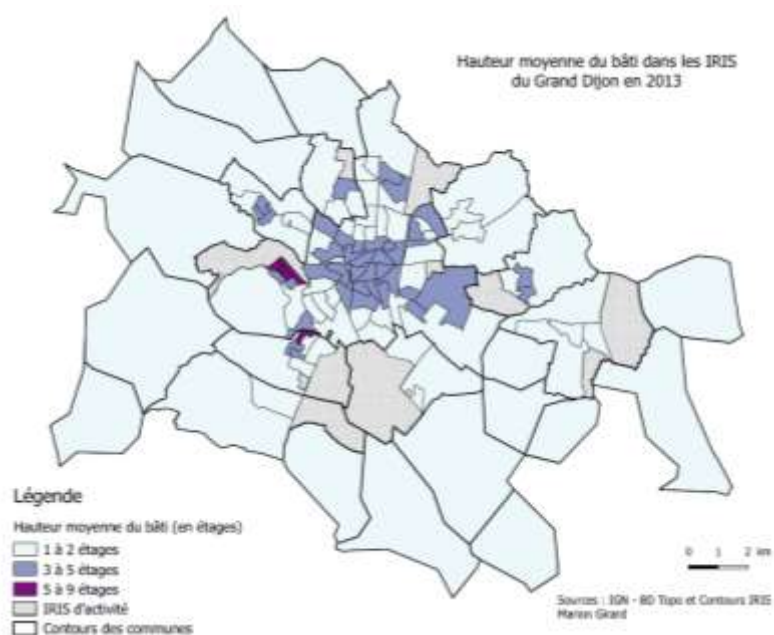 Hauteur moyenne du bâti dans les IRIS
du Grand Dijon en 2013
Légende
Hauteur moyenne du bâti (en étages)
1 à 2 étages
3 à 5 étages
5 à 9 étages
IRIS d'activité
Contours des communes
0 1 2 km
Sources : IGN - BD Topo et Contours IRIS
Marion Girard